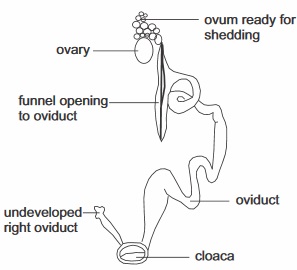 ovum ready for
shedding
ovary
funnel opening
to oviduct
oviduct
undeveloped
right oviduct
cloaca